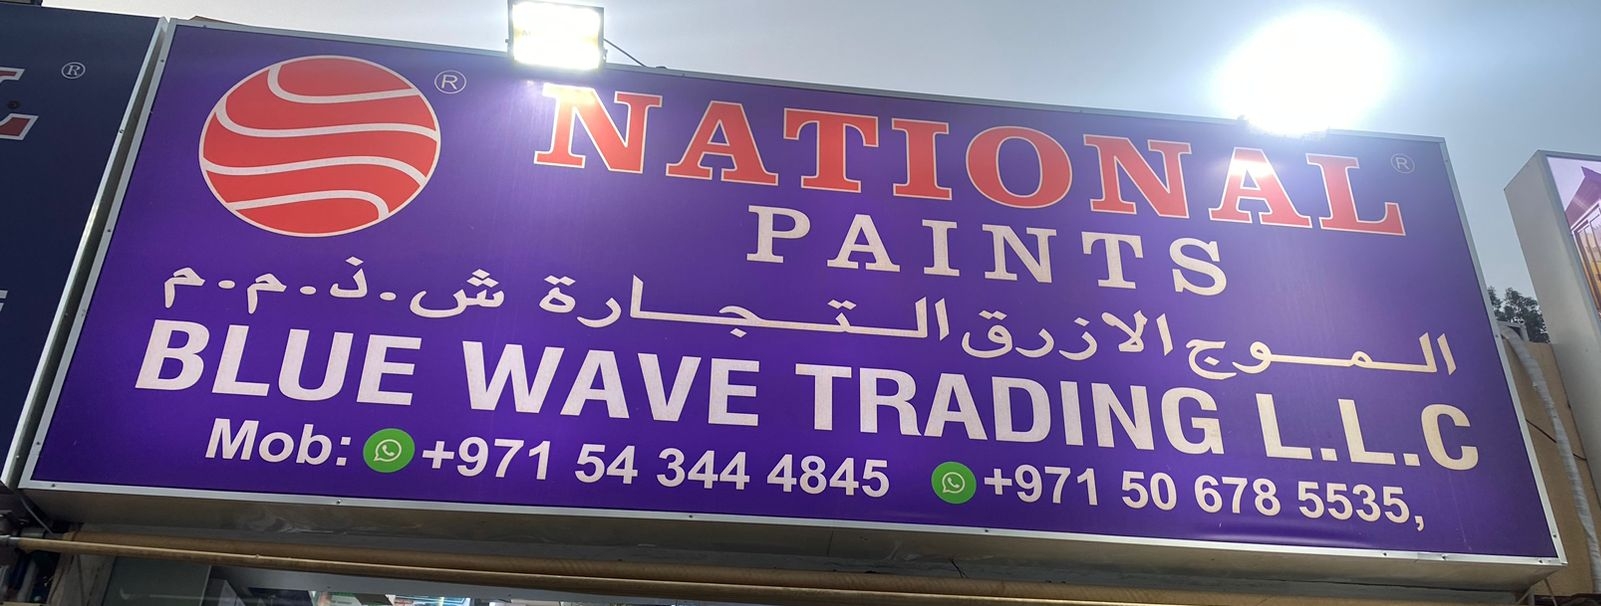 ®
NATIONAL ®
PAINTS
الموج الازرق التجارة ش.ذ.م.م
BLUE WAVE TRADING L.L.C
Mob: +971 54 344 4845 +971 50 678 5535,